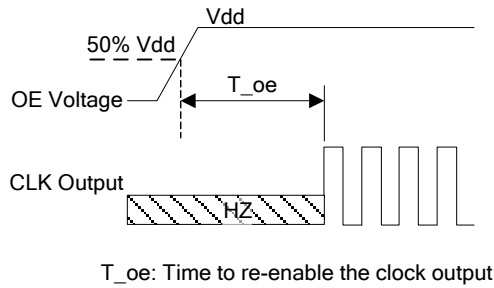 Vdd
50% Vdd
T_oe
OE Voltage
CLK Output
HZ
T_oe: Time to re-enable the clock output